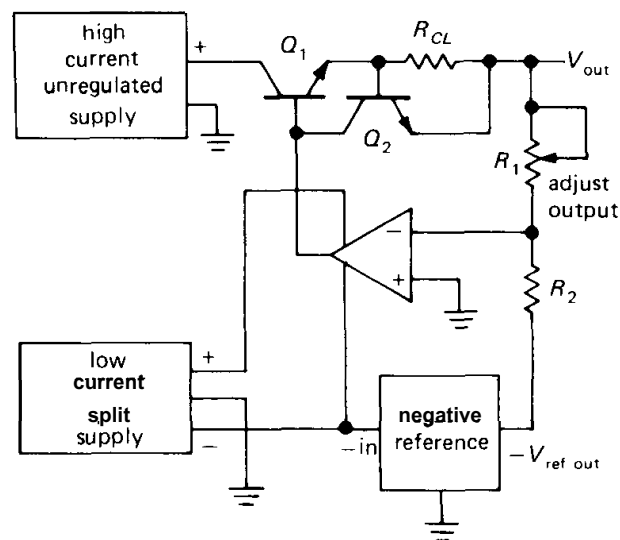 high
current
unregulated
supply
+
Q1
RCL
Vout
Q2
R1
adjust
output
−
+
R2
low
current
split
supply
+
−
−in
negative
reference
−Vref out